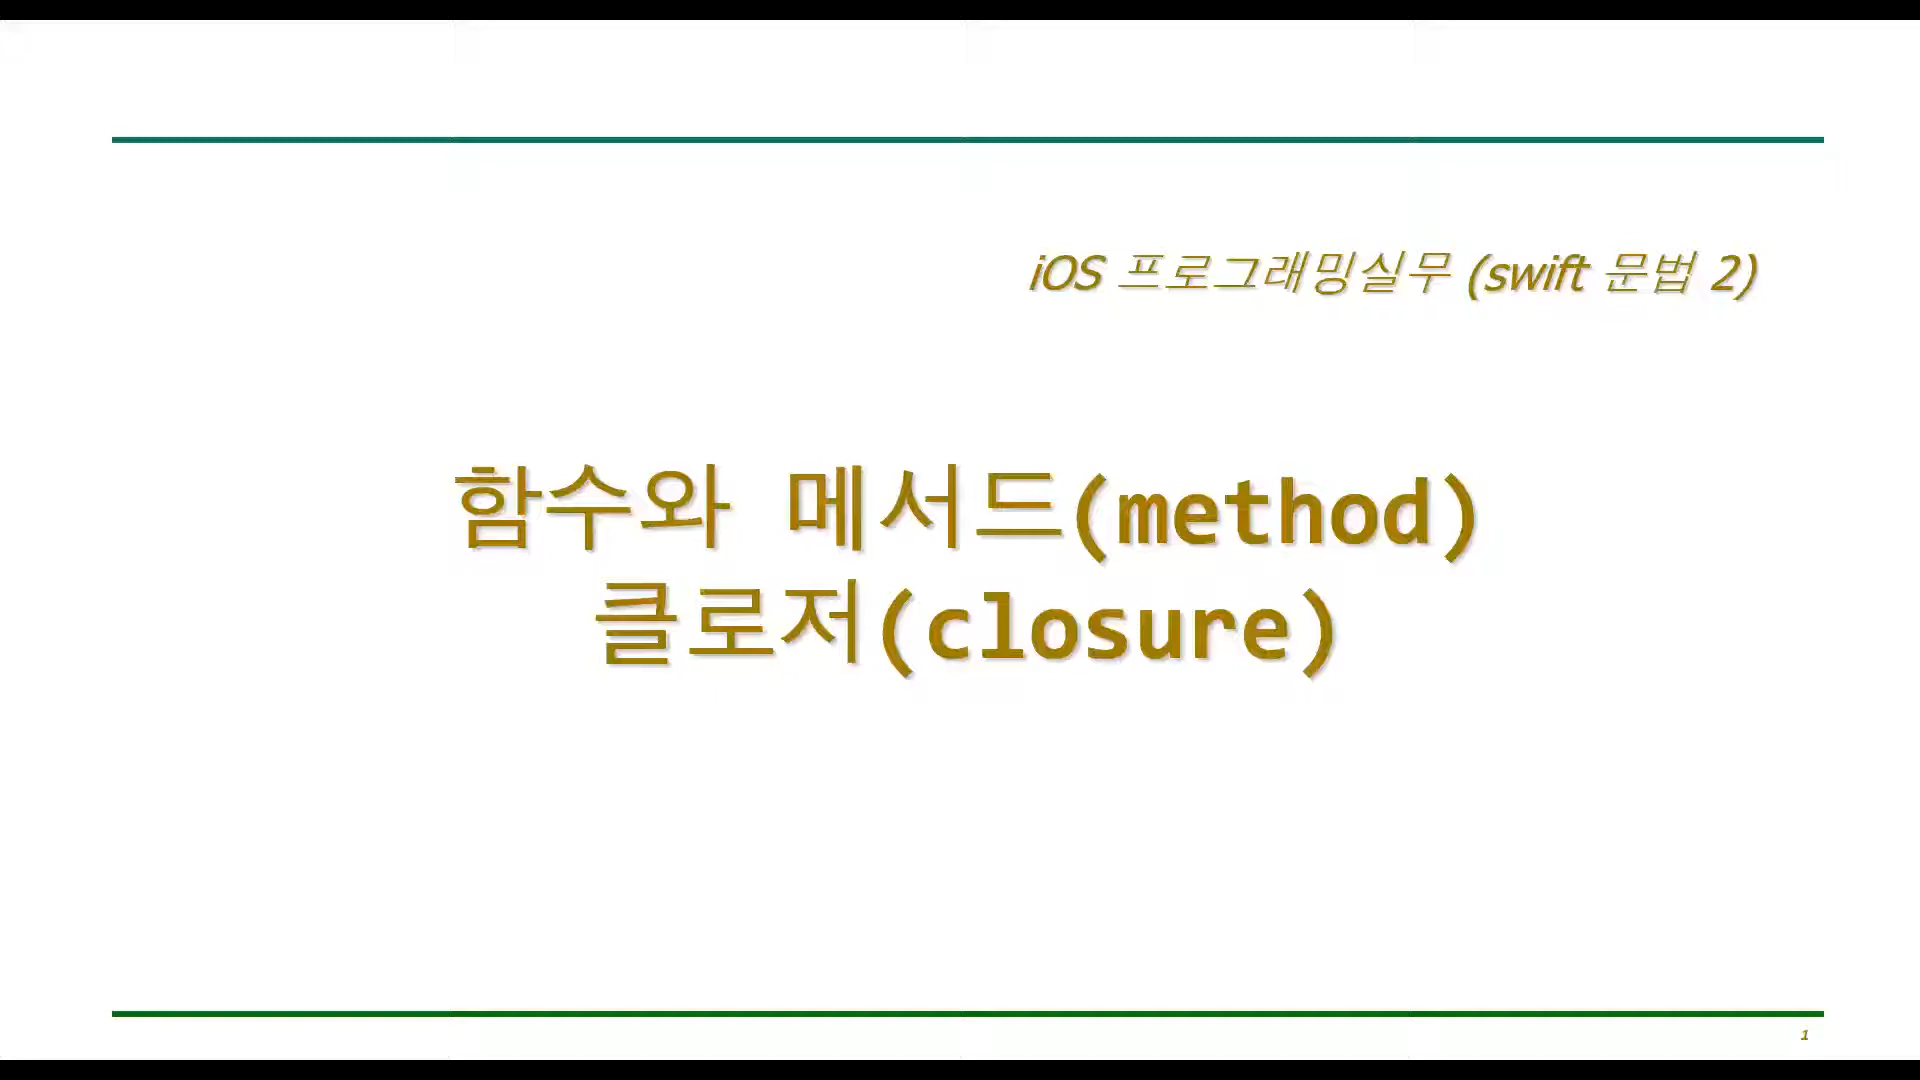 iOS 프로그래밍실무 (swift 문법 2)
함수와 메서드(method)
클로저(closure)
1